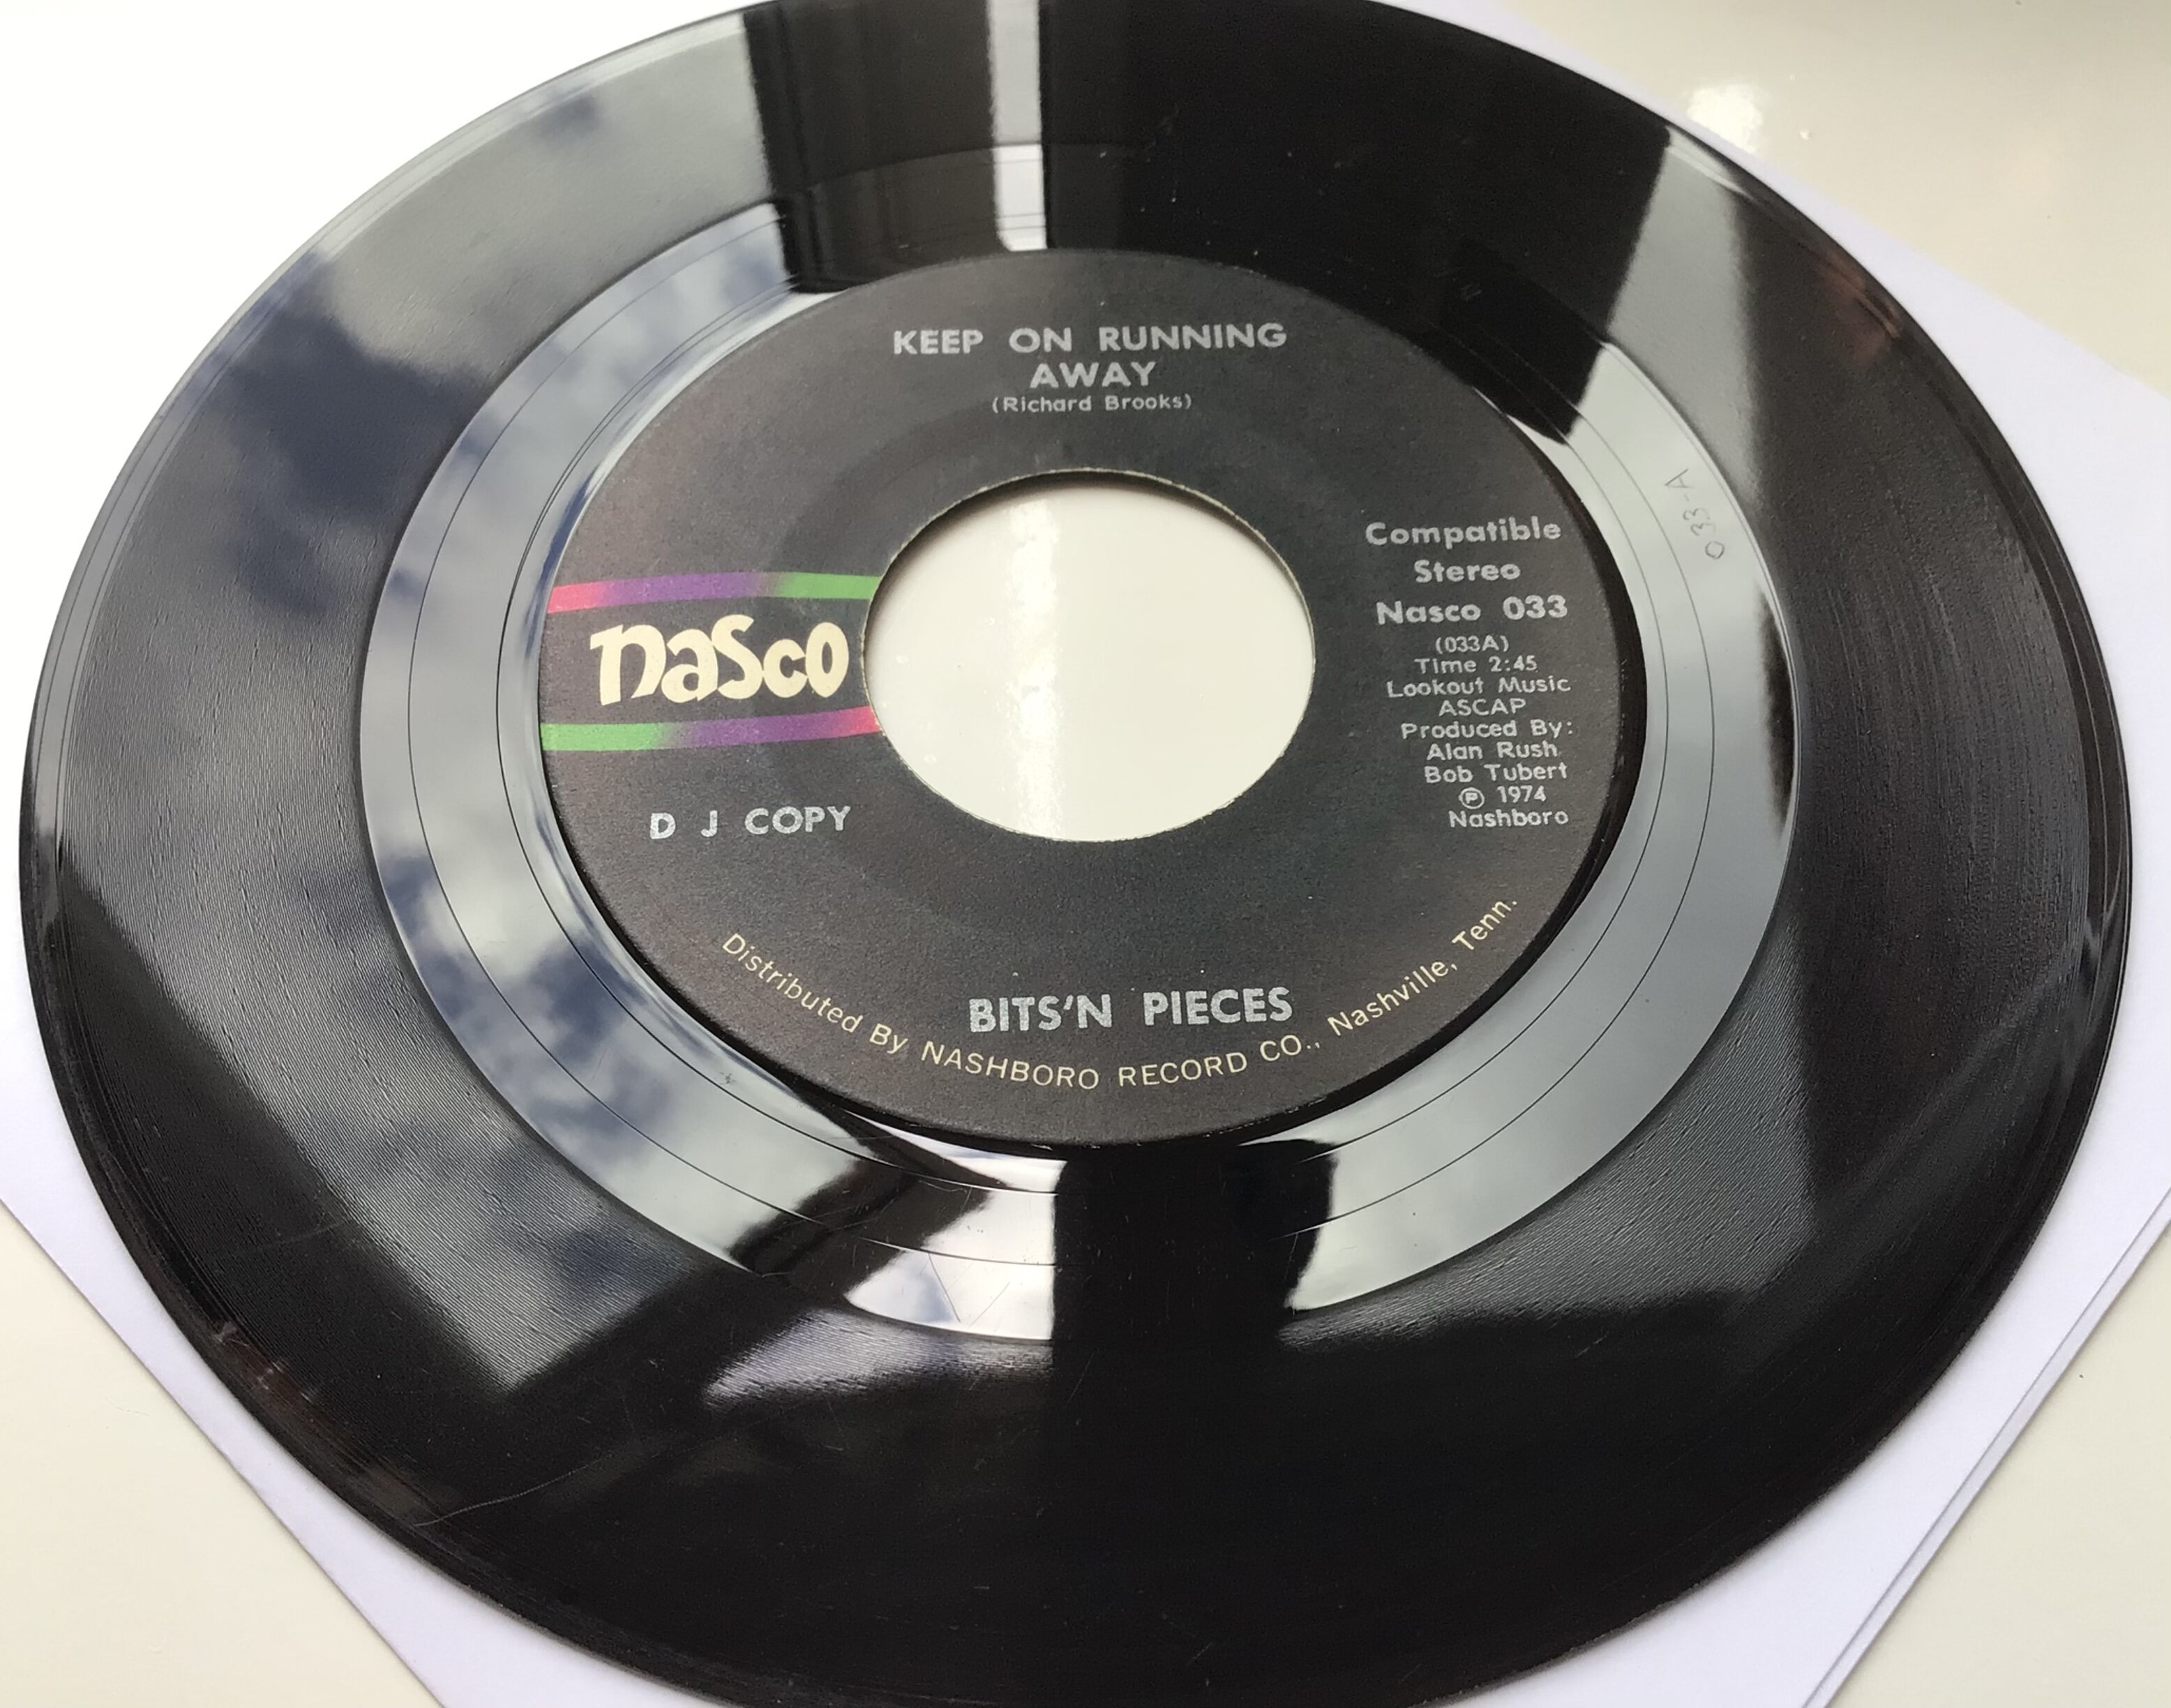 KEEP ON RUNNING
AWAY
(Richard Brooks)
nasco
D J COPY
Compatible
Stereo
Nasco 033
(033A)
Time 2:45
Lookout Music
ASCAP
Produced By:
Alan Rush
Bob Tubert
Ⓟ 1974
Nashboro
BITS'N PIECES
Distributed By NASHBORO RECORD CO., Nashville, Tenn.
033-A